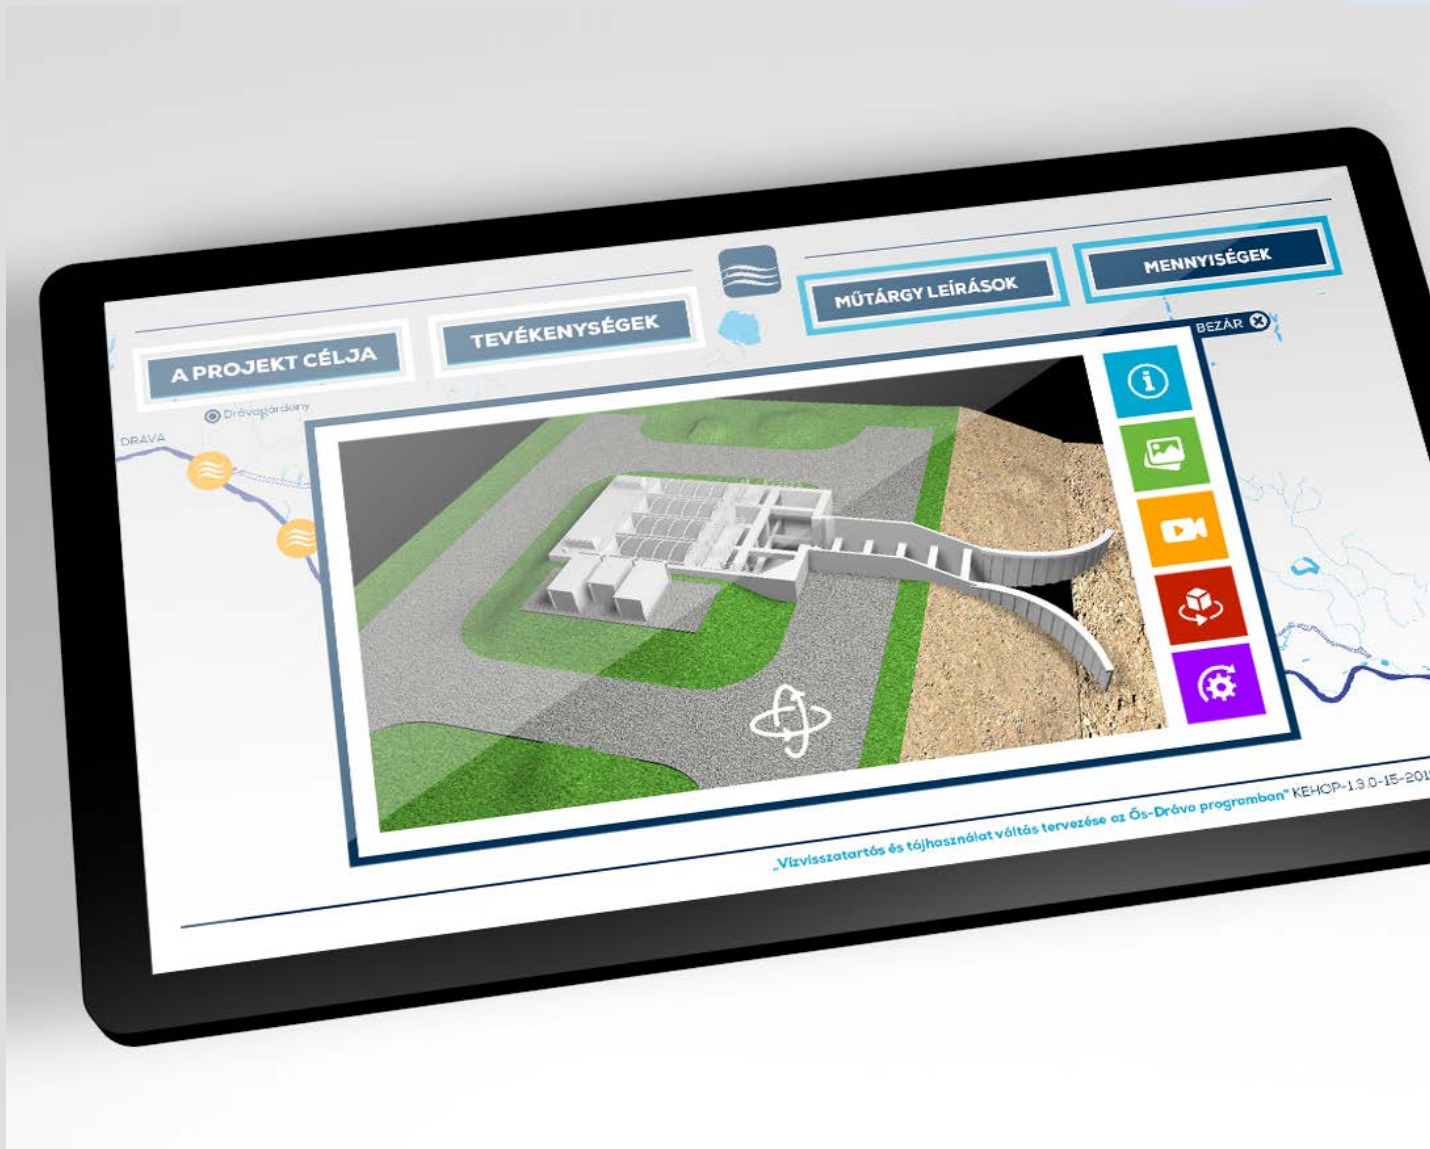 A PROJEKT CÉLJA
TEVÉKENYSÉGEK
MŰTÁRGY LEÍRÁSOK
MENNYISÉGEK
BEZÁR
Drávagárdony
DRÁVA
„Vízvisszatartás és tájhasználat váltás tervezése az Ős-Dráva programban" KEHOP-1.3.0-15-201